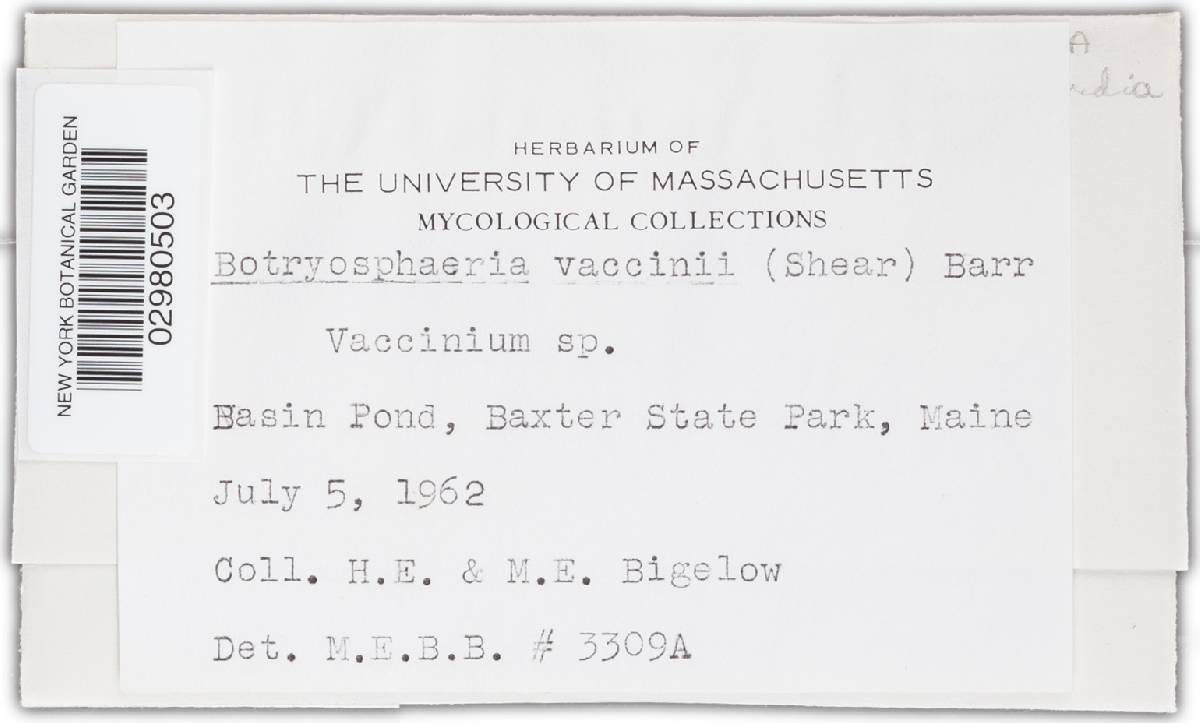 HERBARIUM OF
THE UNIVERSITY OF MASSACHUSETTS
MYCOLOGICAL COLLECTIONS
Botryosphaeria vaccinii (Shear) Barr
Vaccinium sp.
Basin Pond, Baxter State Park, Maine
July 5, 1962
Coll. H.E. & M.E. Bigelow
Det. M.E.B.B. # 3309A
NEW YORK BOTANICAL GARDEN
02980503
A